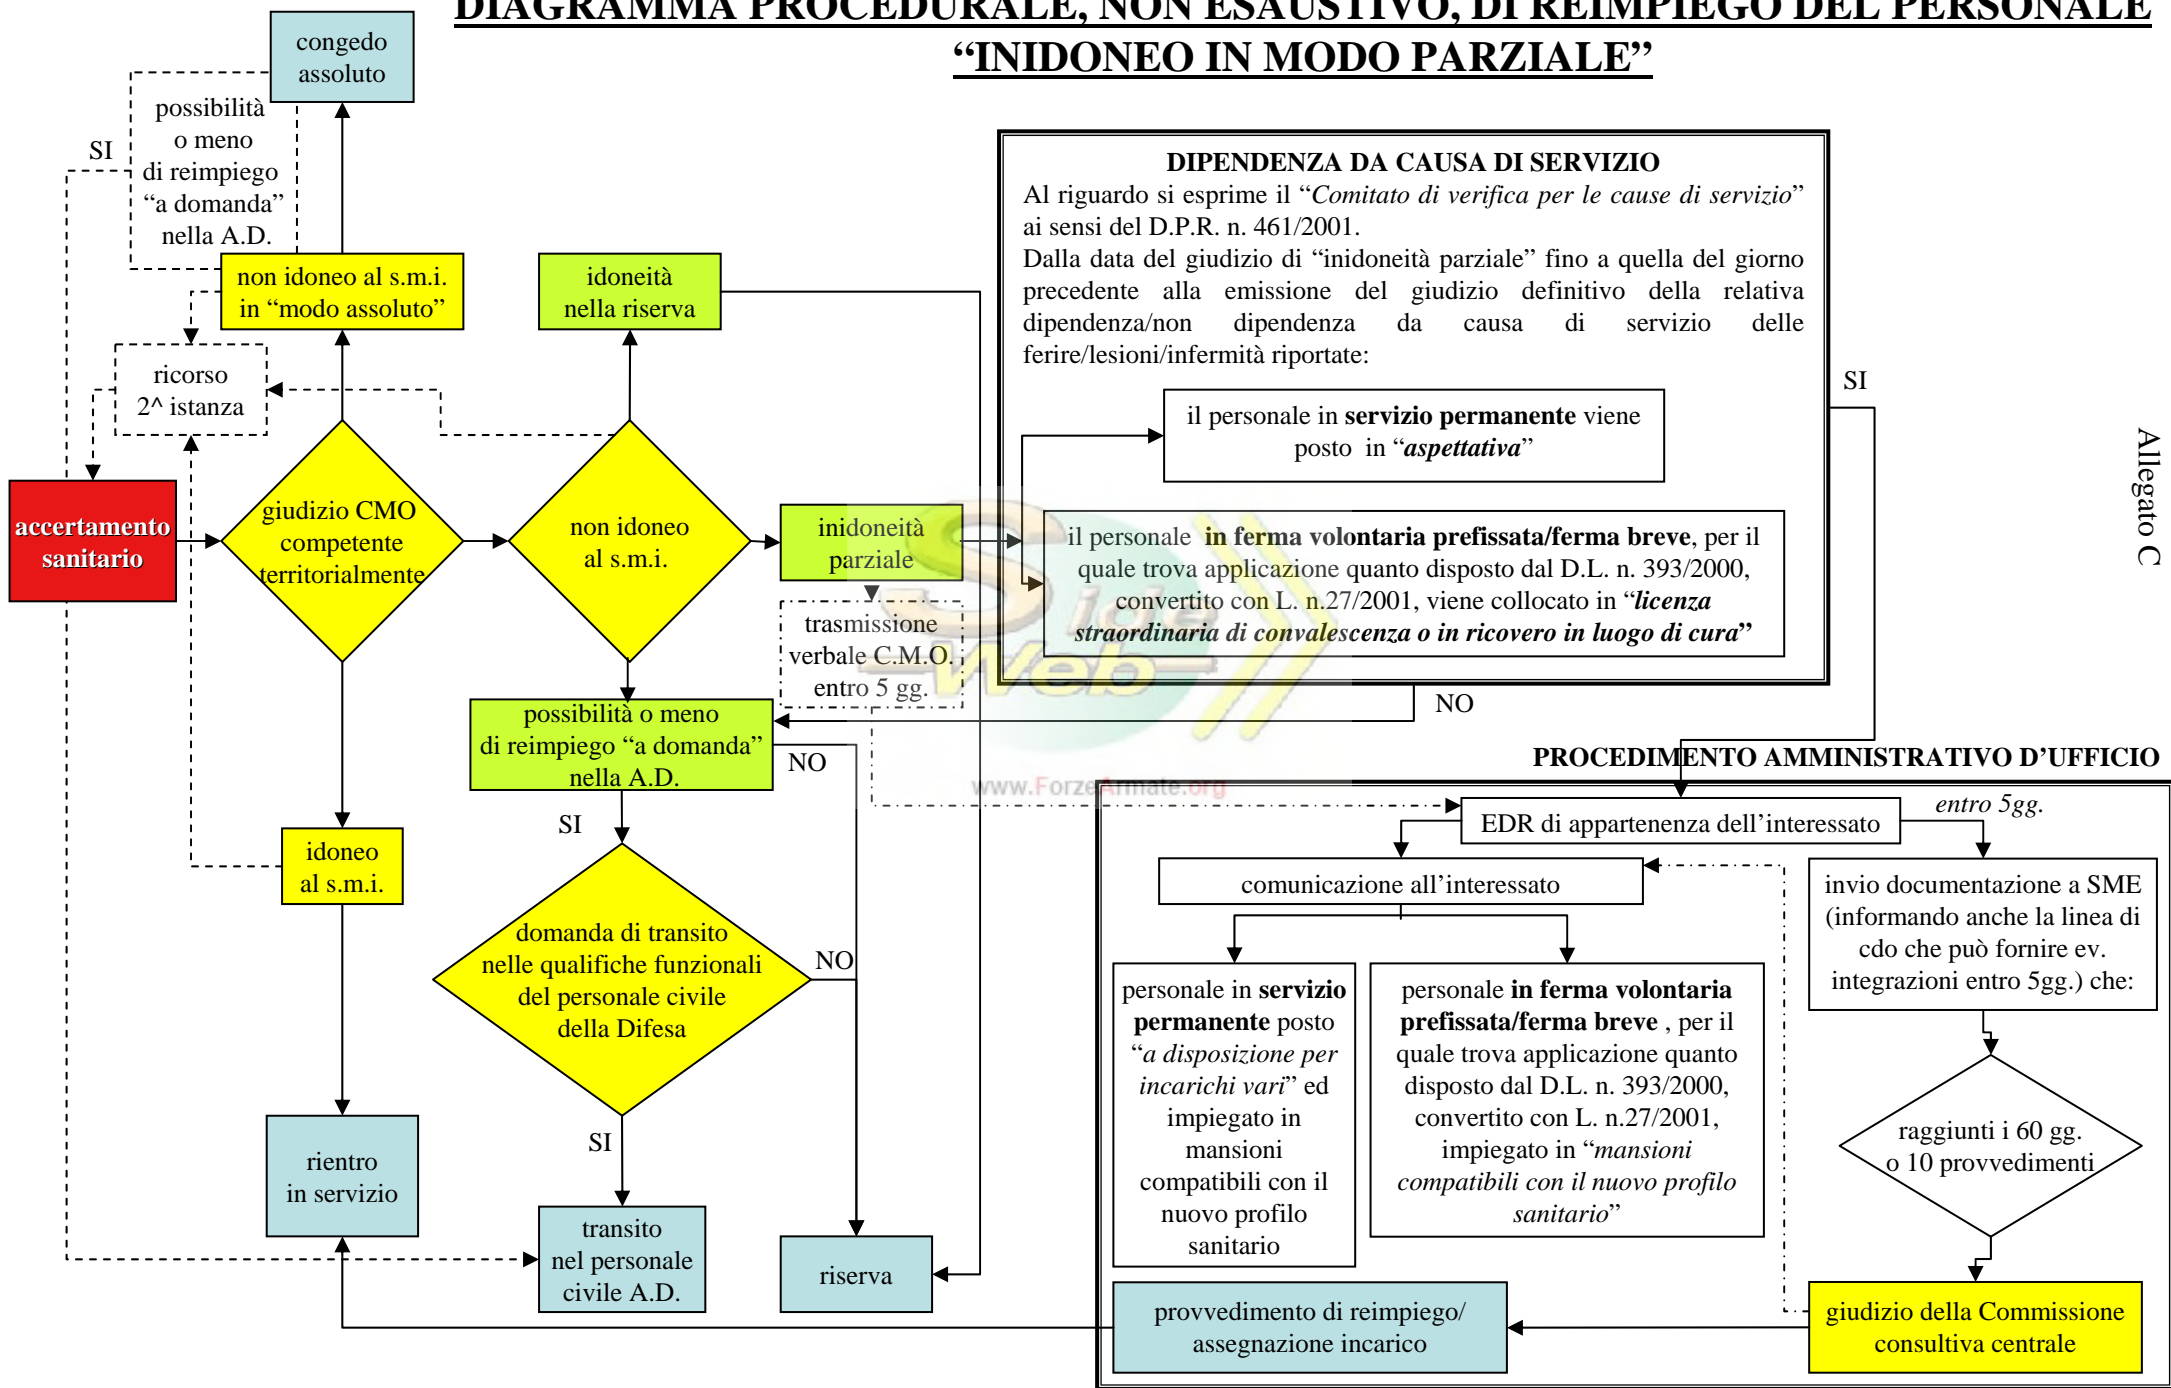 DIAGRAMMA PROCEDURALE, NON ESAUSTIVO, DI REIMPIEGO DEL PERSONALE
“INIDONEO IN MODO PARZIALE”
congedo
assoluto
possibilità
o meno
di reimpiego
“a domanda”
nella A.D.
SI
non idoneo al s.m.i.
in “modo assoluto”
idoneità
nella riserva
ricorso
2^ istanza
accertamento
sanitario
giudizio CMO
competente
territorialmente
non idoneo
al s.m.i.
inidoneità
parziale
trasmissione
verbale C.M.O.
entro 5 gg.
DIPENDENZA DA CAUSA DI SERVIZIO
Al riguardo si esprime il “Comitato di verifica per le cause di servizio”
ai sensi del D.P.R. n. 461/2001.
Dalla data del giudizio di “inidoneità parziale” fino a quella del giorno
precedente alla emissione del giudizio definitivo della relativa
dipendenza/non dipendenza da causa di servizio delle
ferire/lesioni/infermità riportate:
il personale in servizio permanente viene
posto in “aspettativa”
il personale in ferma volontaria prefissata/ferma breve, per il
quale trova applicazione quanto disposto dal D.L. n. 393/2000,
convertito con L. n.27/2001, viene collocato in “licenza
straordinaria di convalescenza o in ricovero in luogo di cura”
SI
Allegato C
NO
possibilità o meno
di reimpiego “a domanda”
nella A.D.
NO
SI
Side
Web
www.ForzeArmate.org
PROCEDIMENTO AMMINISTRATIVO D’UFFICIO
EDR di appartenenza dell’interessato
entro 5gg.
idoneo
al s.m.i.
domanda di transito
nelle qualifiche funzionali
del personale civile
della Difesa
NO
SI
comunicazione all’interessato
invio documentazione a SME
(informando anche la linea di
cdo che può fornire ev.
integrazioni entro 5gg.) che:
personale in servizio
permanente posto
“a disposizione per
incarichi vari” ed
impiegato in
mansioni
compatibili con il
nuovo profilo
sanitario
personale in ferma volontaria
prefissata/ferma breve , per il
quale trova applicazione quanto
disposto dal D.L. n. 393/2000,
convertito con L. n.27/2001,
impiegato in “mansioni
compatibili con il nuovo profilo
sanitario”
raggiunti i 60 gg.
o 10 provvedimenti
rientro
in servizio
transito
nel personale
civile A.D.
riserva
provvedimento di reimpiego/
assegnazione incarico
giudizio della Commissione
consultiva centrale